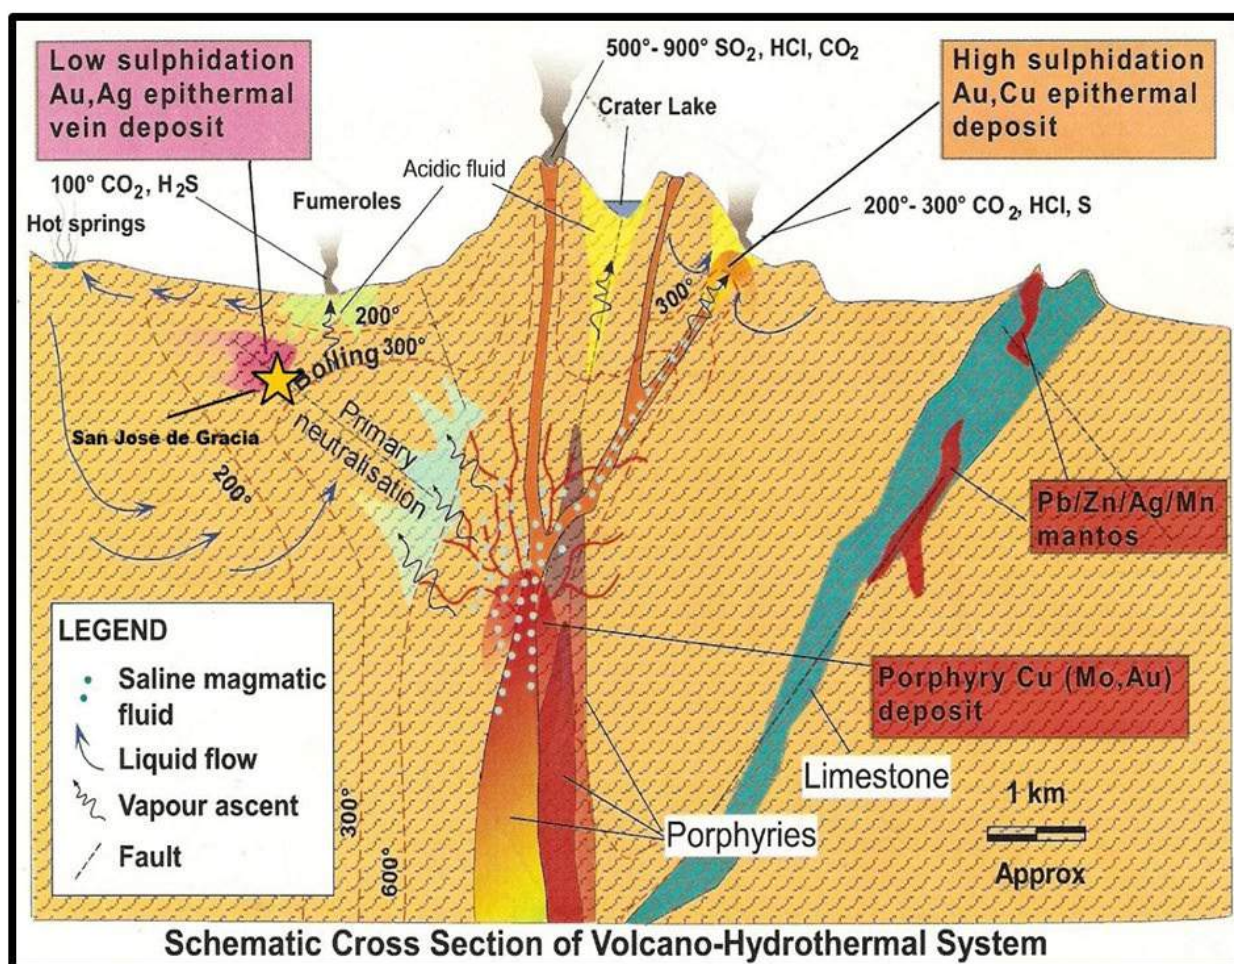 Low sulphidation
Au,Ag epithermal
vein deposit
500°- 900° SO₂, HCl, CO₂
Crater Lake
High sulphidation
Au,Cu epithermal
deposit
100° CO₂, H₂S
Hot springs
Fumeroles
Acidic fluid
200°- 300° CO₂, HCl, S
200°
300°
Boiling
300°
San Jose de Gracia
200°
Primary
neutralisation
Pb/Zn/Ag/Mn
mantos
Porphyry Cu (Mo,Au)
deposit
Limestone
Porphyries
300°
600°
LEGEND
Saline magmatic
fluid
Liquid flow
Vapour ascent
Fault
1 km
Approx
Schematic Cross Section of Volcano-Hydrothermal System